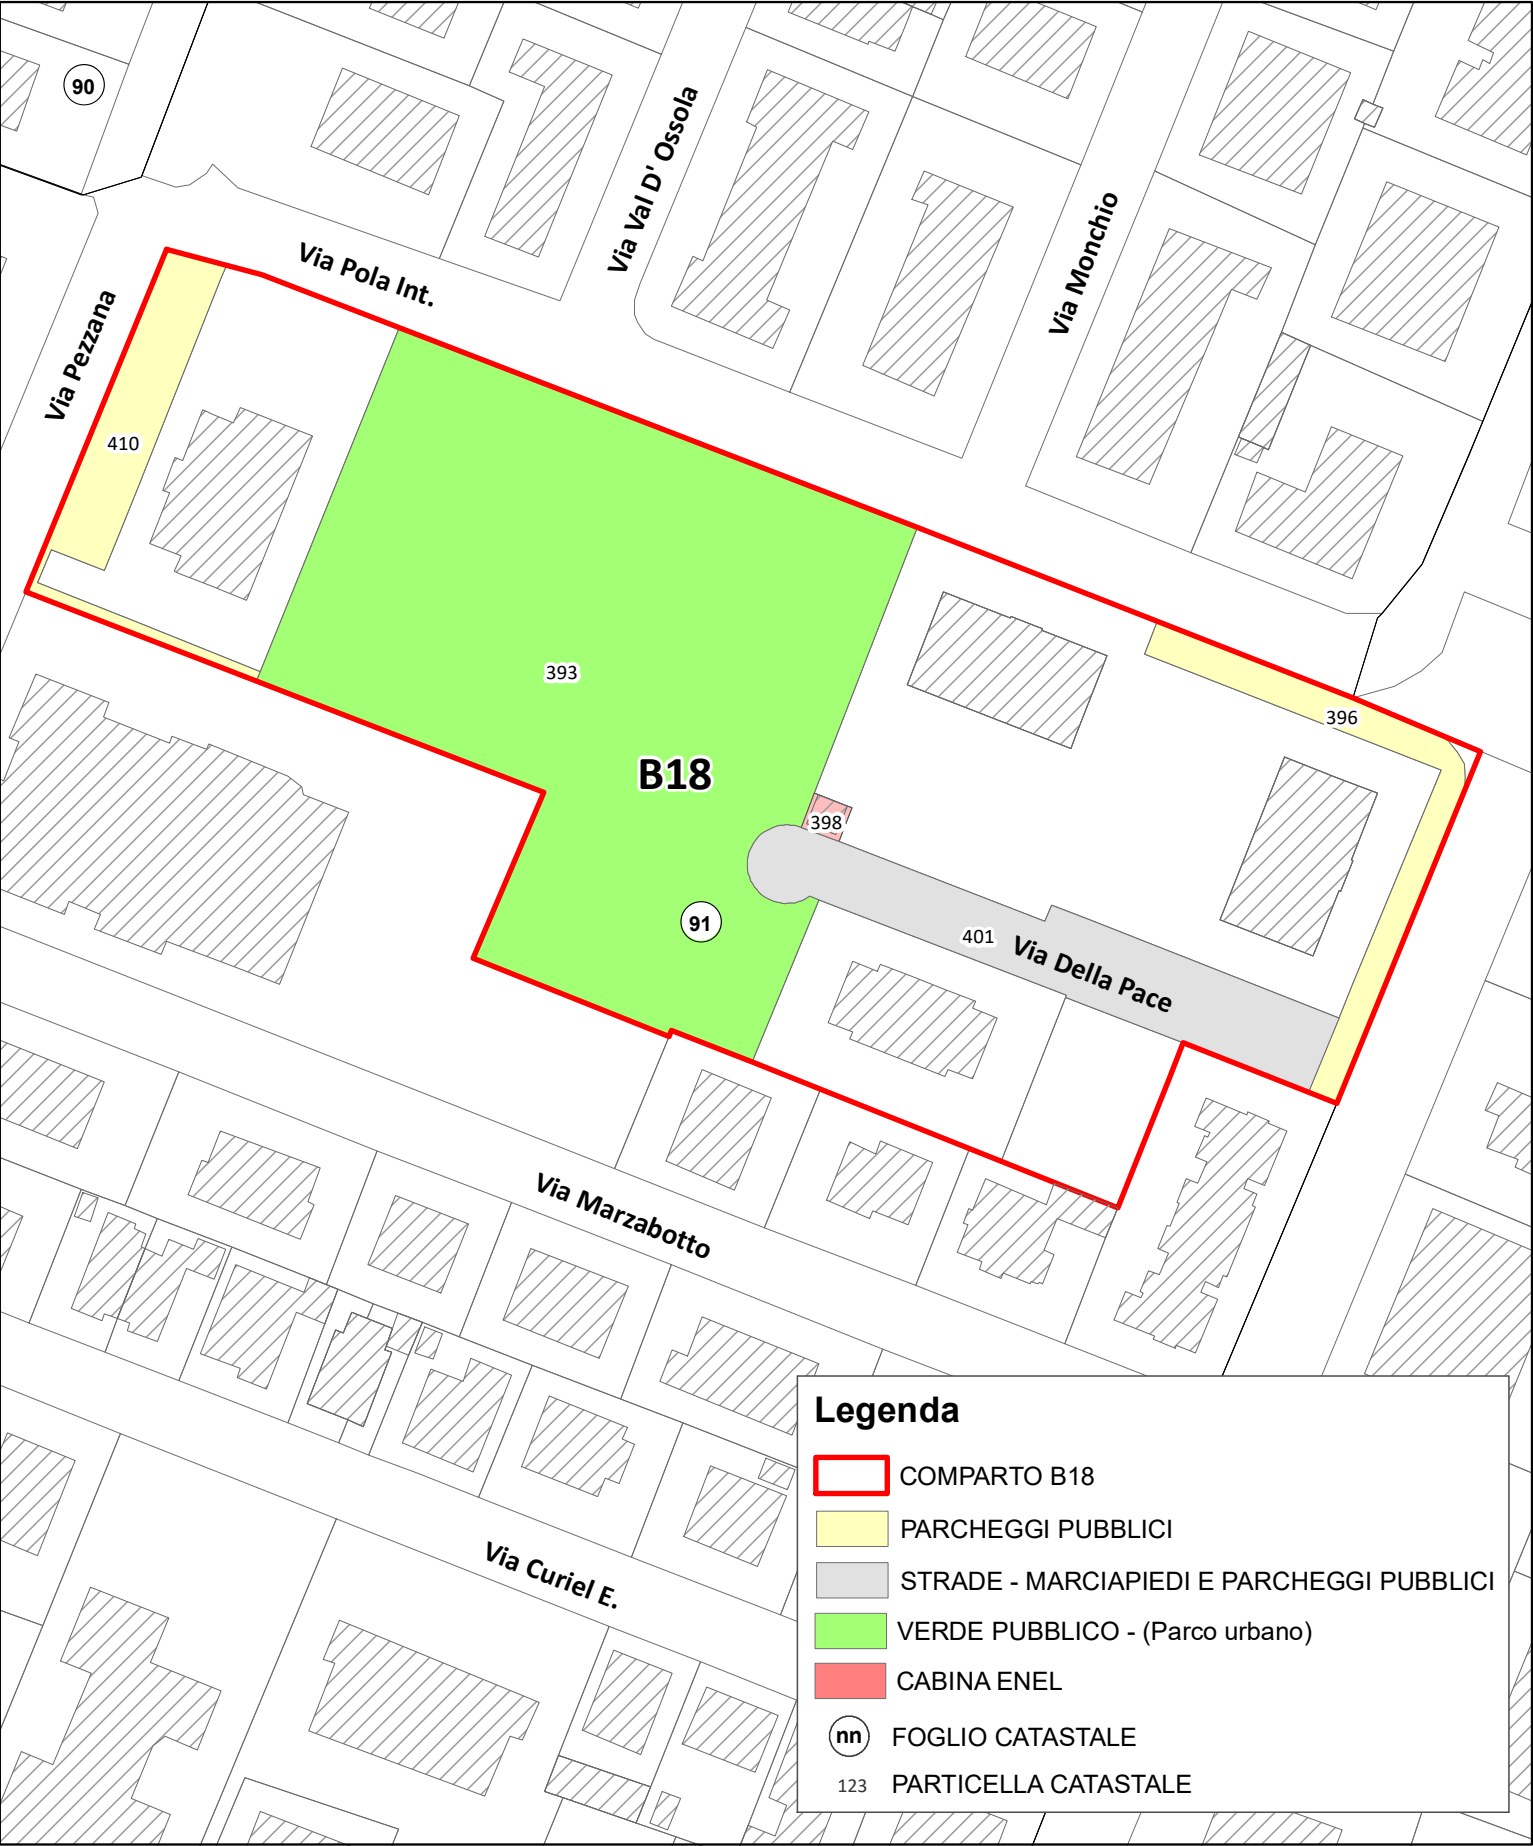 90
Via Val D' Ossola
Via Monchio
Via Pola Int.
Via Pezzana
410
393
396
B18
398
91
401
Via Della Pace
Via Marzabotto
Via Curiel E.
Legenda
COMPARTO B18
PARCHEGGI PUBBLICI
STRADE - MARCIAPIEDI E PARCHEGGI PUBBLICI
VERDE PUBBLICO - (Parco urbano)
CABINA ENEL
nn FOGLIO CATASTALE
123 PARTICELLA CATASTALE